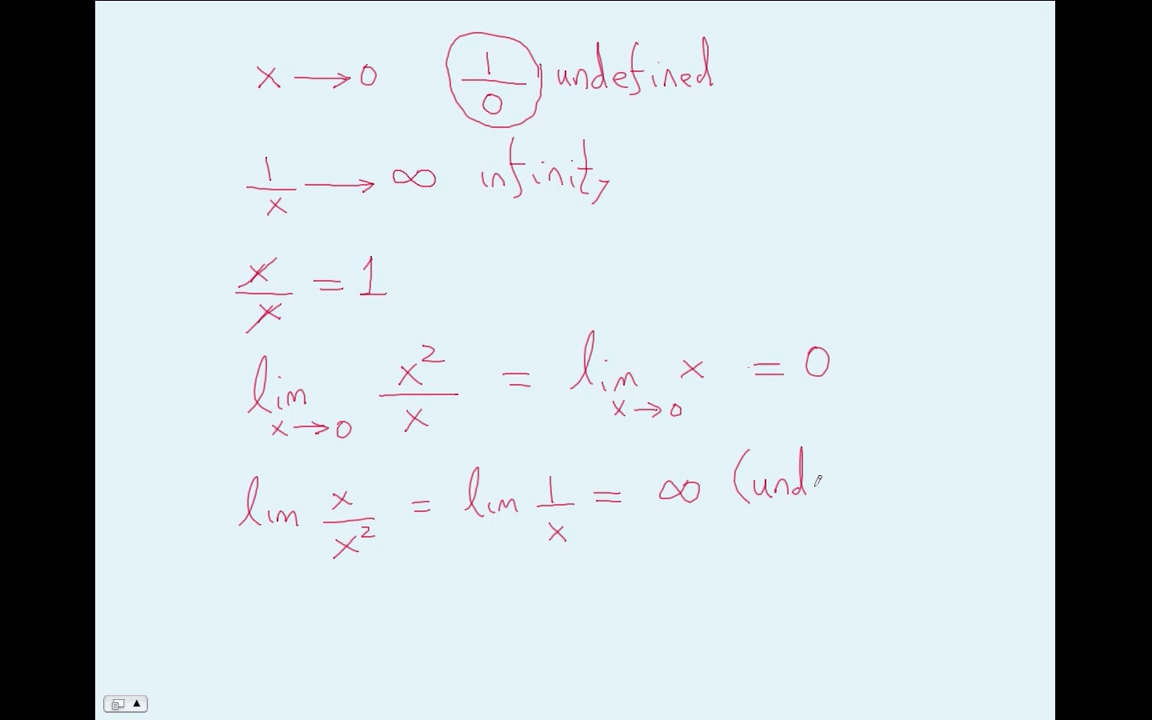 x → 0 1/0 undefined
1/x → ∞ infinity
x/x = 1
lim x→0 x²/x = lim x→0 x = 0
lim x/x² = lim 1/x = ∞ (und